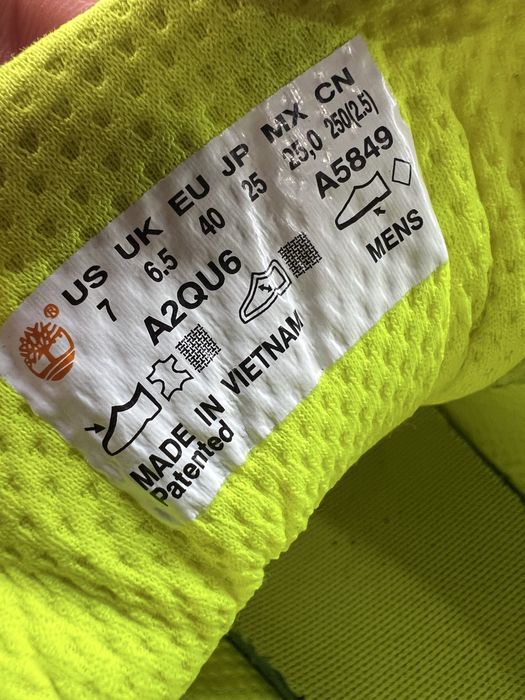 US UK EU JP MX CN
7 6.5 40 25 25,0 250(2.5)
A2QU6 A5849
®
MENS
MADE IN VIETNAM
Patented